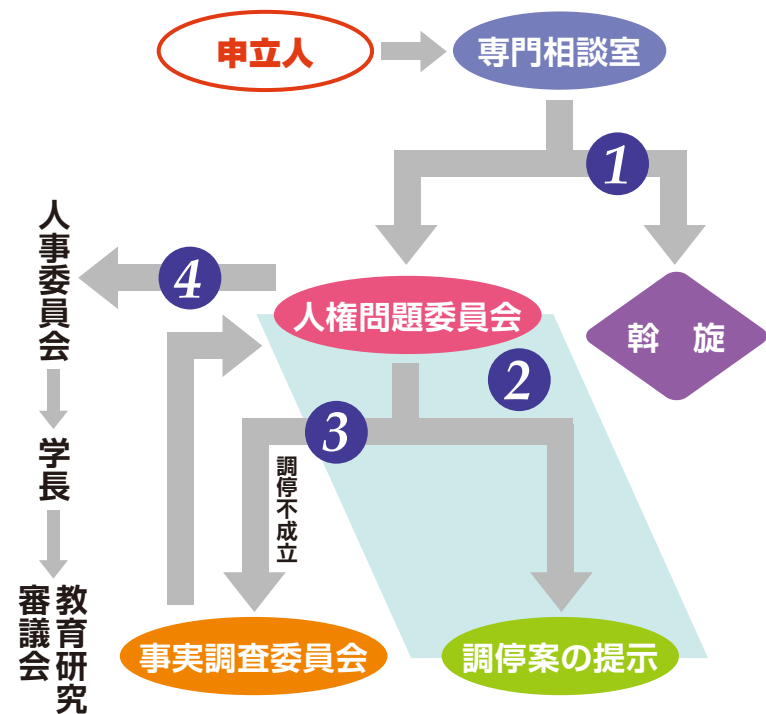 申立人
専門相談室
1
人事委員会
4
人権問題委員会
斡 旋
2
3
調停不成立
学長
教育研究
審議会
事実調査委員会
調停案の提示